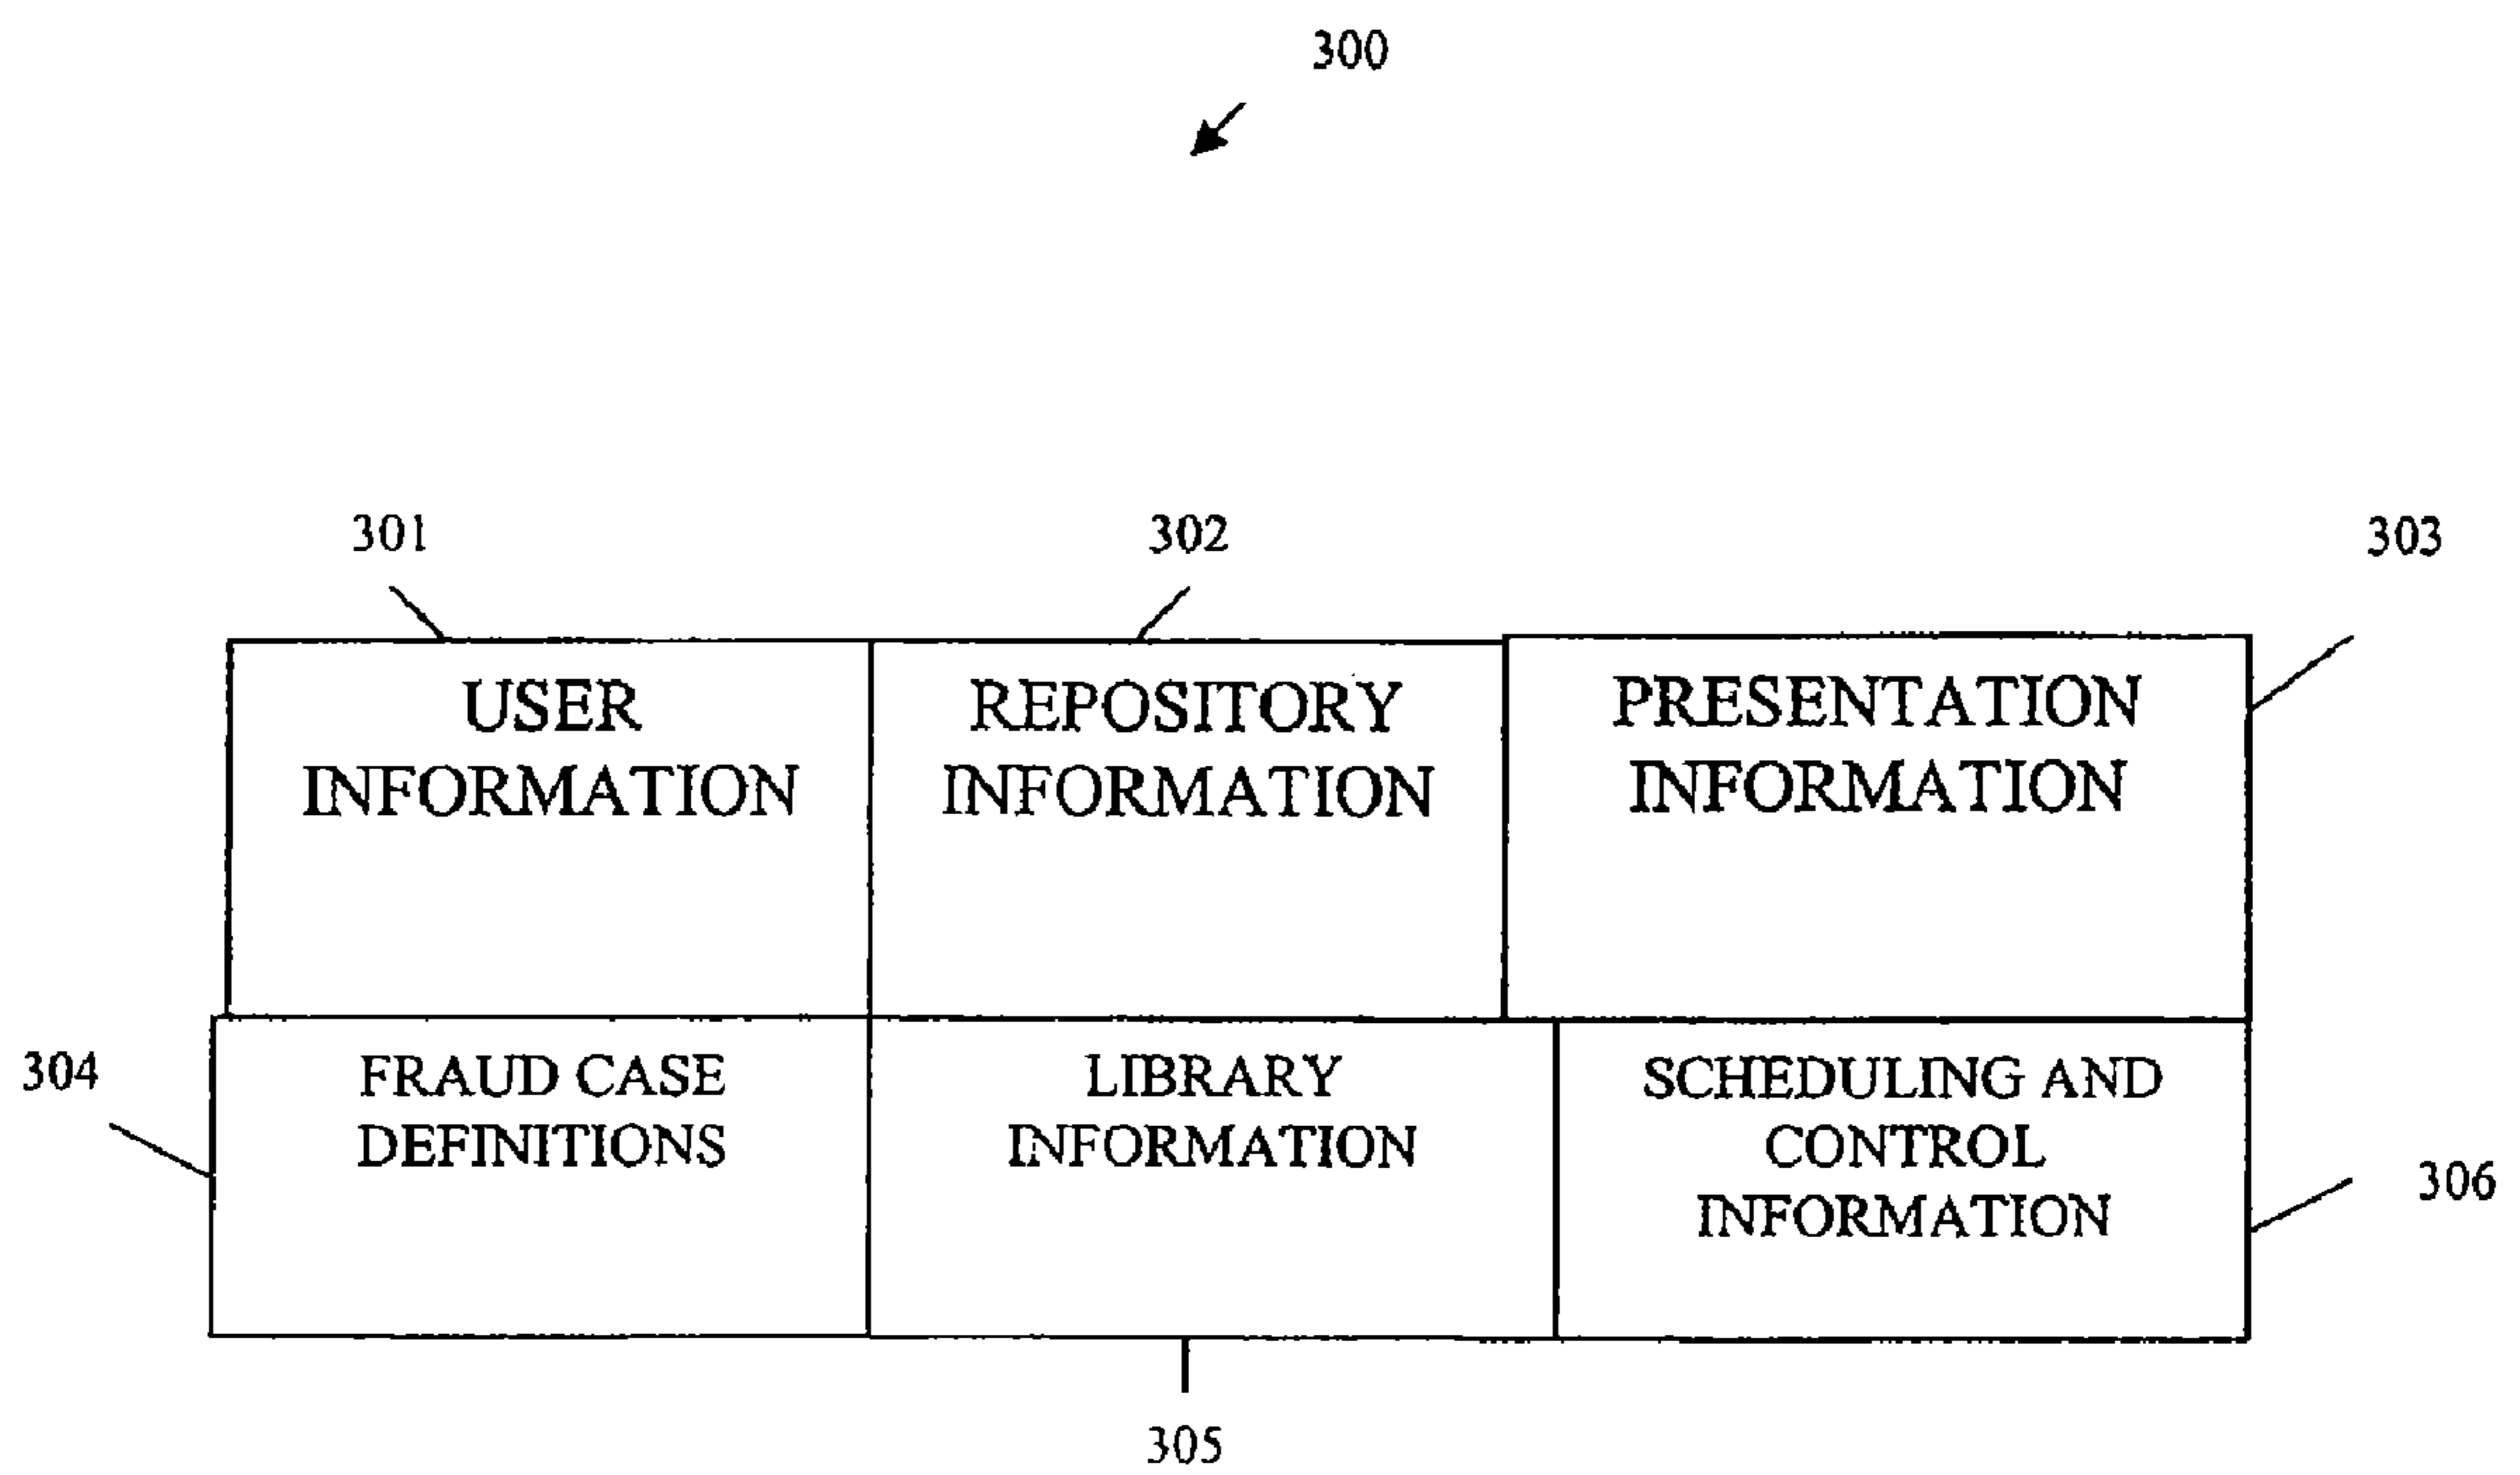 300
301
302
303
USER
INFORMATION
REPOSITORY
INFORMATION
PRESENTATION
INFORMATION
304
FRAUD CASE
DEFINITIONS
LIBRARY
INFORMATION
SCHEDULING AND
CONTROL
INFORMATION
306
305